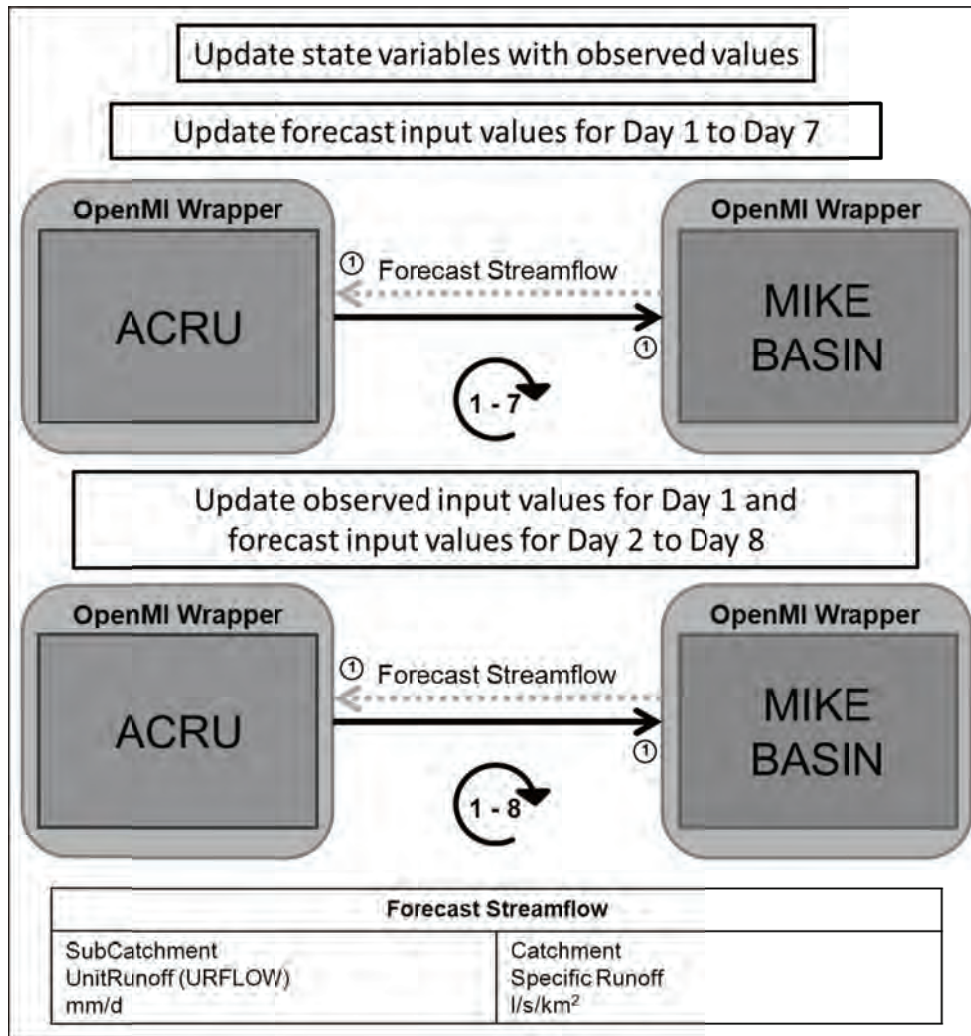 Update state variables with observed values
Update forecast input values for Day 1 to Day 7
OpenMI Wrapper
OpenMI Wrapper
ACRU
① Forecast Streamflow
①
MIKE
BASIN
1 - 7
Update observed input values for Day 1 and
forecast input values for Day 2 to Day 8
OpenMI Wrapper
OpenMI Wrapper
ACRU
① Forecast Streamflow
①
MIKE
BASIN
1 - 8
Forecast Streamflow
SubCatchment
UnitRunoff (URFLOW)
mm/d
Catchment
Specific Runoff
l/s/km²